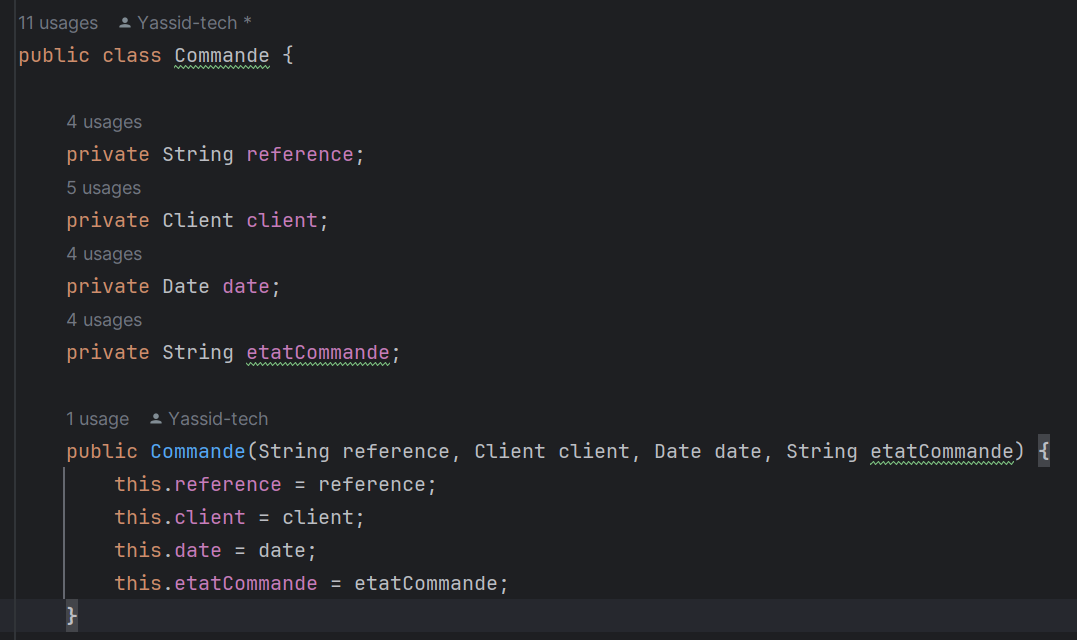 11 usages Yassid-tech *
public class Commande {
4 usages
private String reference;
5 usages
private Client client;
4 usages
private Date date;
4 usages
private String etatCommande;
1 usage Yassid-tech
public Commande(String reference, Client client, Date date, String etatCommande) {
this.reference = reference;
this.client = client;
this.date = date;
this.etatCommande = etatCommande;
}